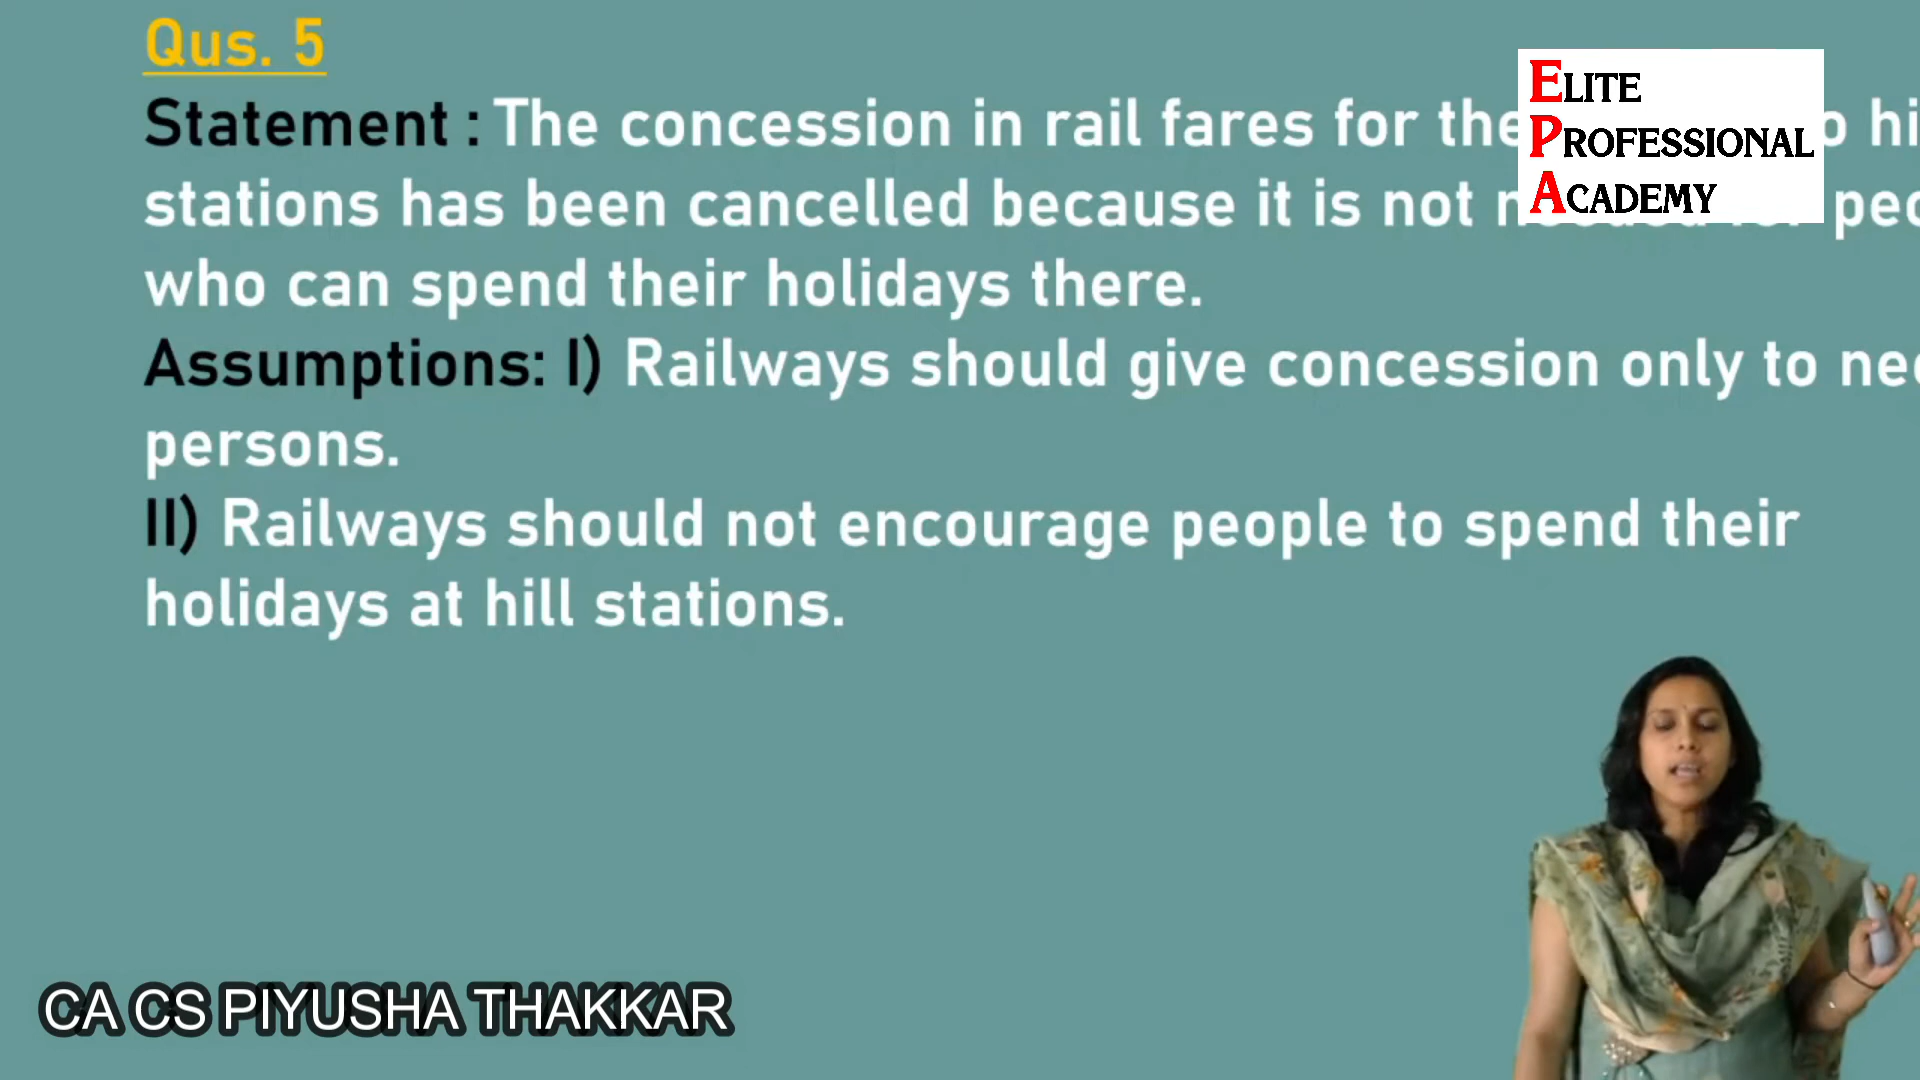 Qus. 5
Statement : The concession in rail fares for the
stations has been cancelled because it is not
who can spend their holidays there.
Assumptions: I) Railways should give concession only to
persons.
II) Railways should not encourage people to spend their
holidays at hill stations.
ELITE
PROFESSIONAL
ACADEMY
CA CS PIYUSHA THAKKAR